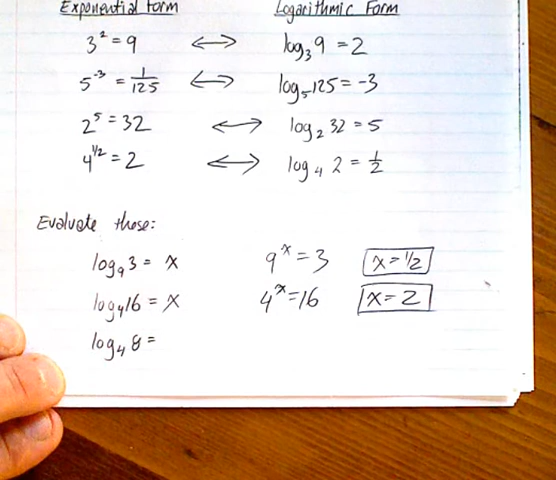 Exponential Form Logarithmic Form
3² = 9 ⟷ log₃ 9 = 2
5⁻³ = 1/125 ⟷ log₅ 125 = -3
2⁵ = 32 ⟷ log₂ 32 = 5
4^1/2 = 2 ⟷ log₄ 2 = 1/2
Evaluate these:
log₉ 3 = x 9ˣ = 3 x = 1/2
log₄ 16 = x 4ˣ = 16 x = 2
log₄ 8 =